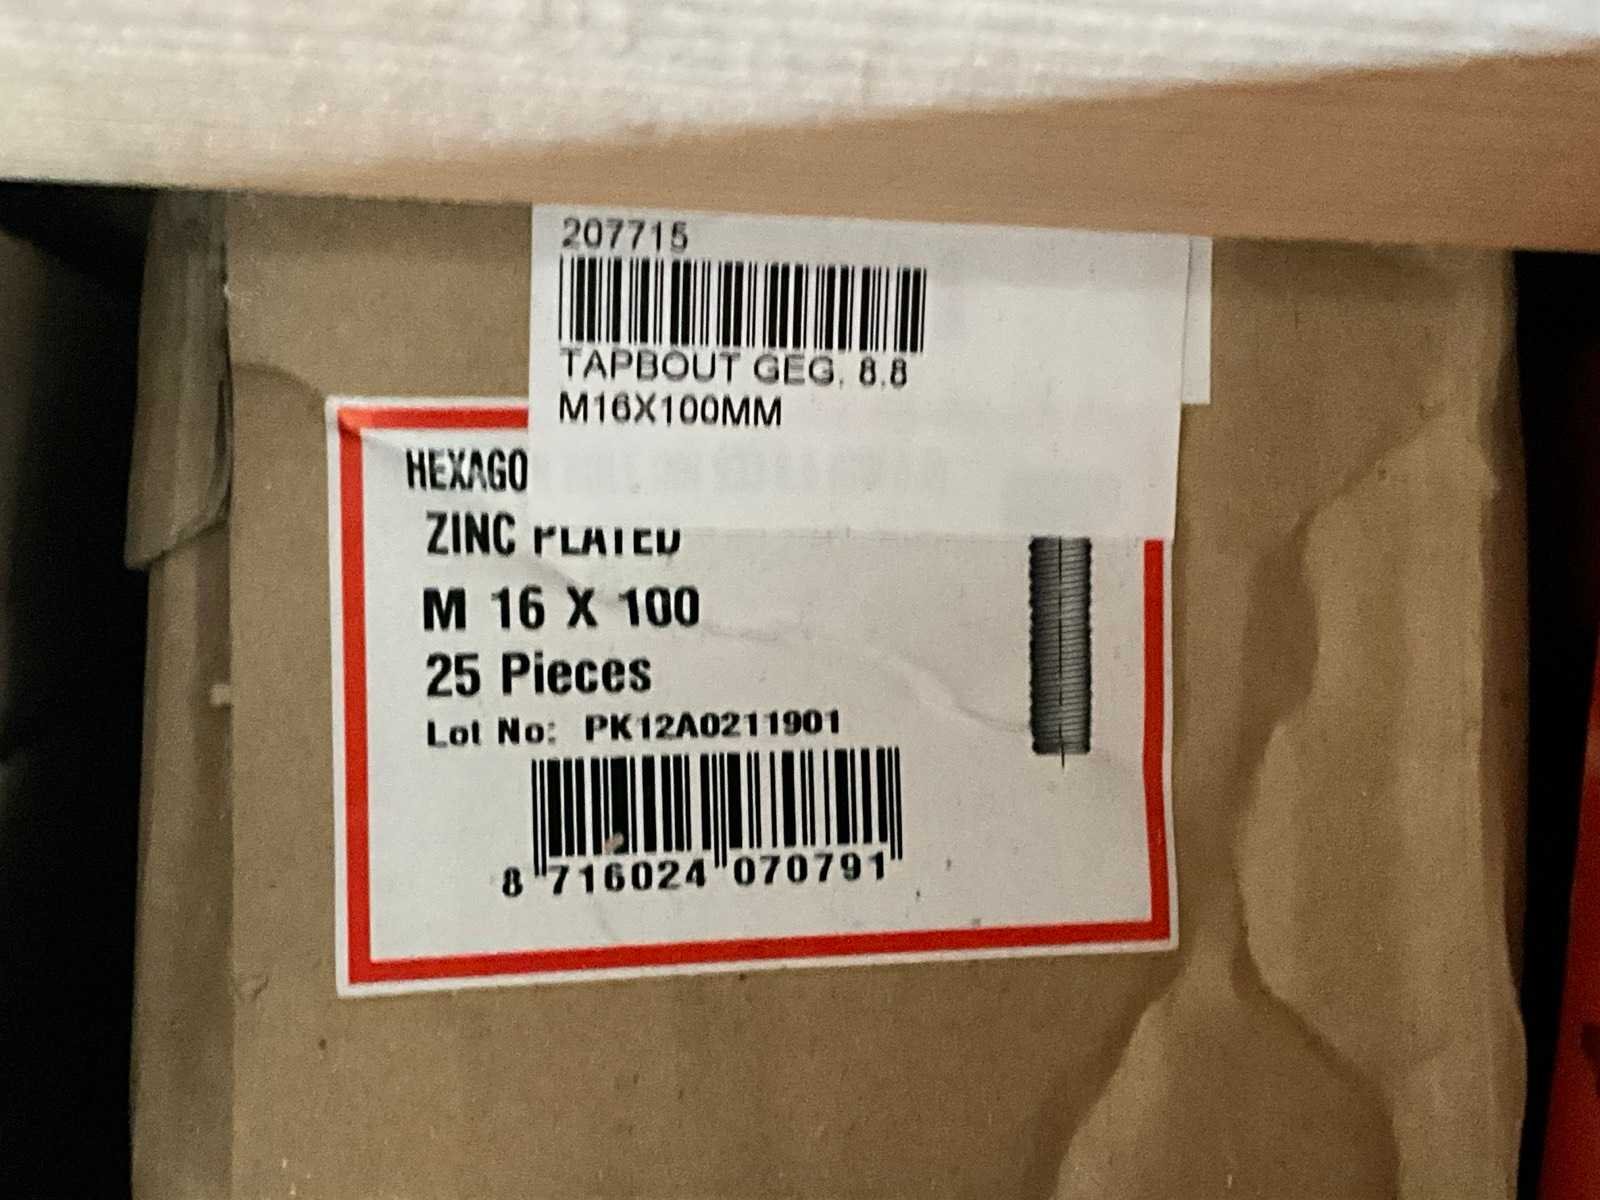 207715
TAPBOUT GEG. 8.8
M16X100MM
HEXAGO
ZINC PLATED
M 16 X 100
25 Pieces
Lot No: PK12A0211901
8 716024 070791